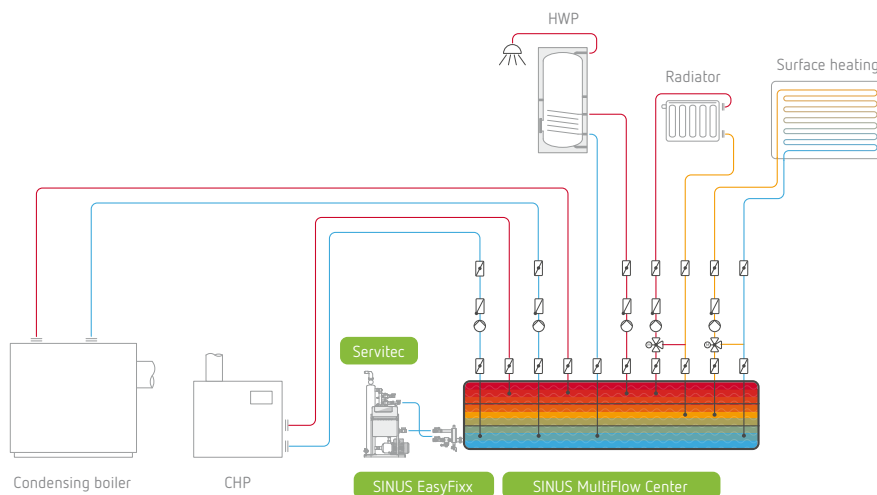 HWP
Radiator
Surface heating
Servitec
Condensing boiler
CHP
SINUS EasyFixx
SINUS MultiFlow Center